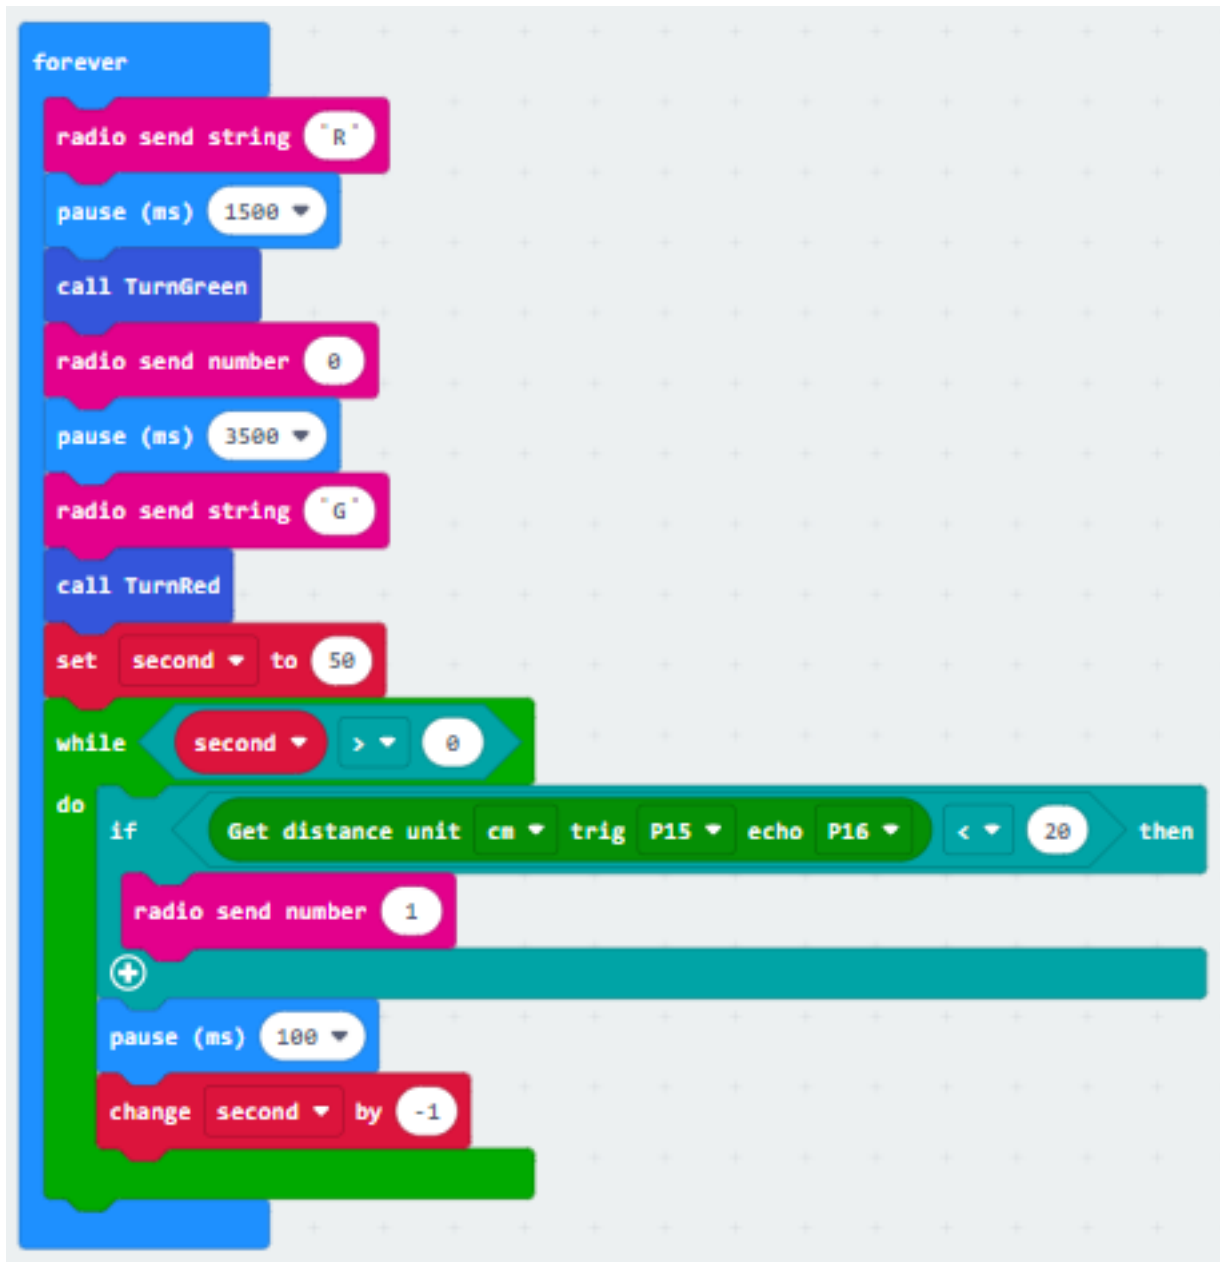 forever
radio send string "R"
pause (ms) 1500
call TurnGreen
radio send number 0
pause (ms) 3500
radio send string "G"
call TurnRed
set second to 50
while second > 0
do
if Get distance unit cm trig P15 echo P16 < 20 then
radio send number 1
pause (ms) 100
change second by -1